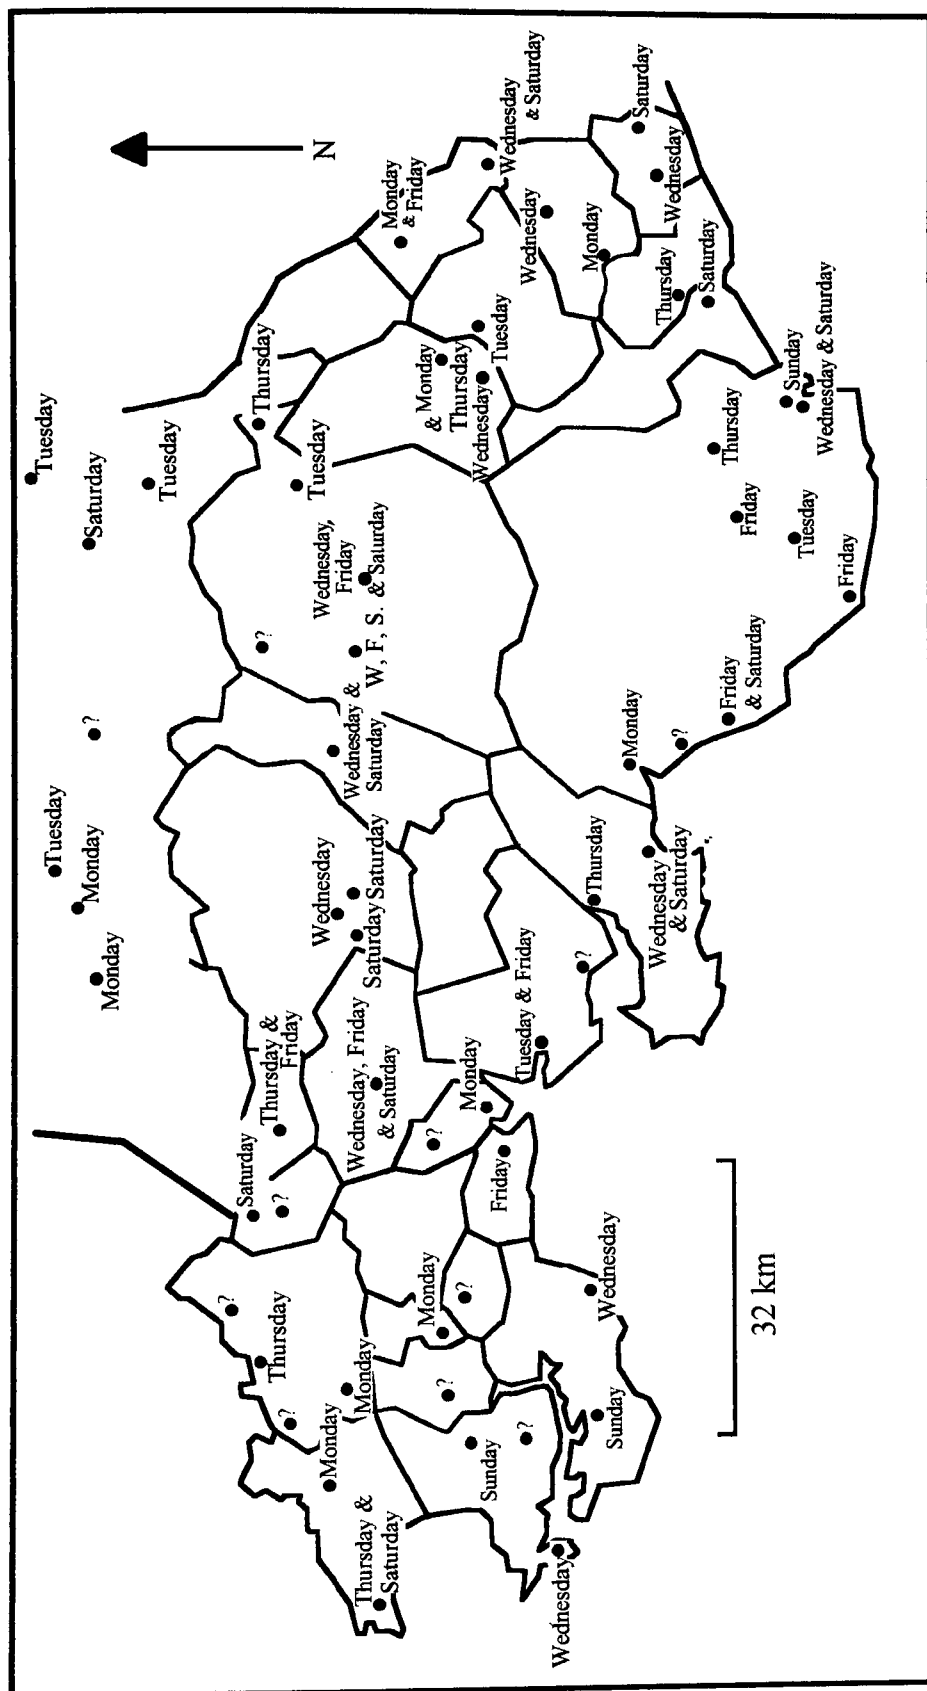 Tuesday
Tuesday
Saturday
Monday
Monday
?
Tuesday
Saturday
Thursday &
Friday
?
Thursday
?
?
?
Thursday
Tuesday
Monday
Monday
Wednesday
Wednesday &
Saturday
Wednesday,
Friday
& Saturday
W, F, S.
Monday
& Friday
Thursday &
Saturday
Wednesday, Friday
& Saturday
Saturday
Saturday
Monday
?
?
?
Monday
& Monday
Thursday
Wednesday
Tuesday
Wednesday
& Saturday
Sunday
?
Friday
Tuesday & Friday
Wednesday
Wednesday
Sunday
Wednesday
?
Thursday
Monday
Monday
Saturday
Wednesday
& Saturday
?
Thursday
Wednesday
Saturday
Friday
& Saturday
Friday
Thursday
Tuesday
Sunday
Wednesday & Saturday
Friday
N
32 km